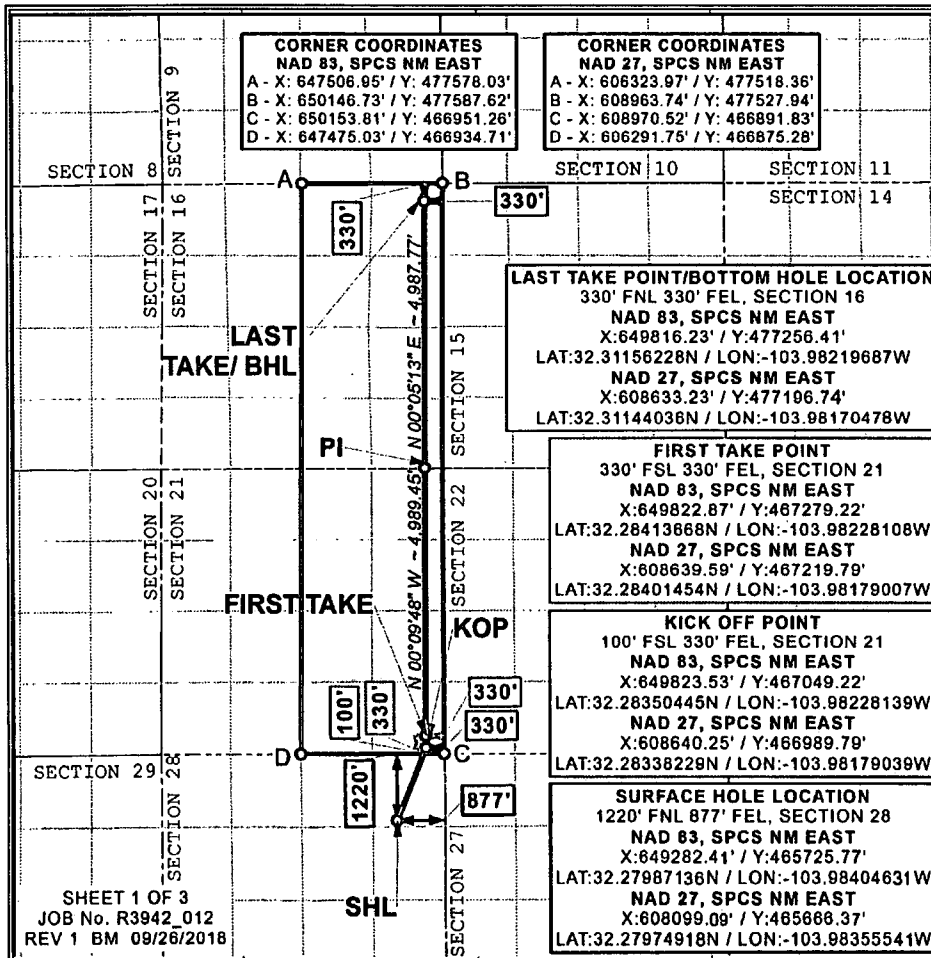 CORNER COORDINATES
NAD 83, SPCS NM EAST
A - X: 647506.95' / Y: 477578.03'
B - X: 650146.73' / Y: 477587.62'
C - X: 650153.81' / Y: 466951.26'
D - X: 647475.03' / Y: 466934.71'
CORNER COORDINATES
NAD 27, SPCS NM EAST
A - X: 606323.97' / Y: 477518.36'
B - X: 608963.74' / Y: 477527.94'
C - X: 608970.52' / Y: 466891.83'
D - X: 606291.75' / Y: 466875.28'
SECTION 9
SECTION 8
A
B
SECTION 10
SECTION 11
SECTION 14
SECTION 17
SECTION 16
330'
330'
LAST
TAKE/ BHL
N 00°05'13" E ~ 4,987.77'
SECTION 15
LAST TAKE POINT/BOTTOM HOLE LOCATION
330' FNL 330' FEL, SECTION 16
NAD 83, SPCS NM EAST
X:649816.23' / Y:477256.41'
LAT:32.31156228N / LON:-103.98219687W
NAD 27, SPCS NM EAST
X:608633.23' / Y:477196.74'
LAT:32.31144036N / LON:-103.98170478W
PI
SECTION 20
SECTION 21
SECTION 22
N 00°09'48" W ~ 4,989.45'
FIRST TAKE POINT
330' FSL 330' FEL, SECTION 21
NAD 83, SPCS NM EAST
X:649822.87' / Y:467279.22'
LAT:32.28413668N / LON:-103.98228108W
NAD 27, SPCS NM EAST
X:608639.59' / Y:467219.79'
LAT:32.28401454N / LON:-103.98179007W
FIRST TAKE
KOP
KICK OFF POINT
100' FSL 330' FEL, SECTION 21
NAD 83, SPCS NM EAST
X:649823.53' / Y:467049.22'
LAT:32.28350445N / LON:-103.98228139W
NAD 27, SPCS NM EAST
X:608640.25' / Y:466989.79'
LAT:32.28338229N / LON:-103.98179039W
100'
330'
330'
330'
D
C
SECTION 29
SECTION 28
1220'
877'
SECTION 27
SHL
SURFACE HOLE LOCATION
1220' FNL 877' FEL, SECTION 28
NAD 83, SPCS NM EAST
X:649282.41' / Y:465725.77'
LAT:32.27987136N / LON:-103.98404631W
NAD 27, SPCS NM EAST
X:608099.09' / Y:465666.37'
LAT:32.27974918N / LON:-103.98355541W
SHEET 1 OF 3
JOB No. R3942_012
REV 1 BM 09/26/2018